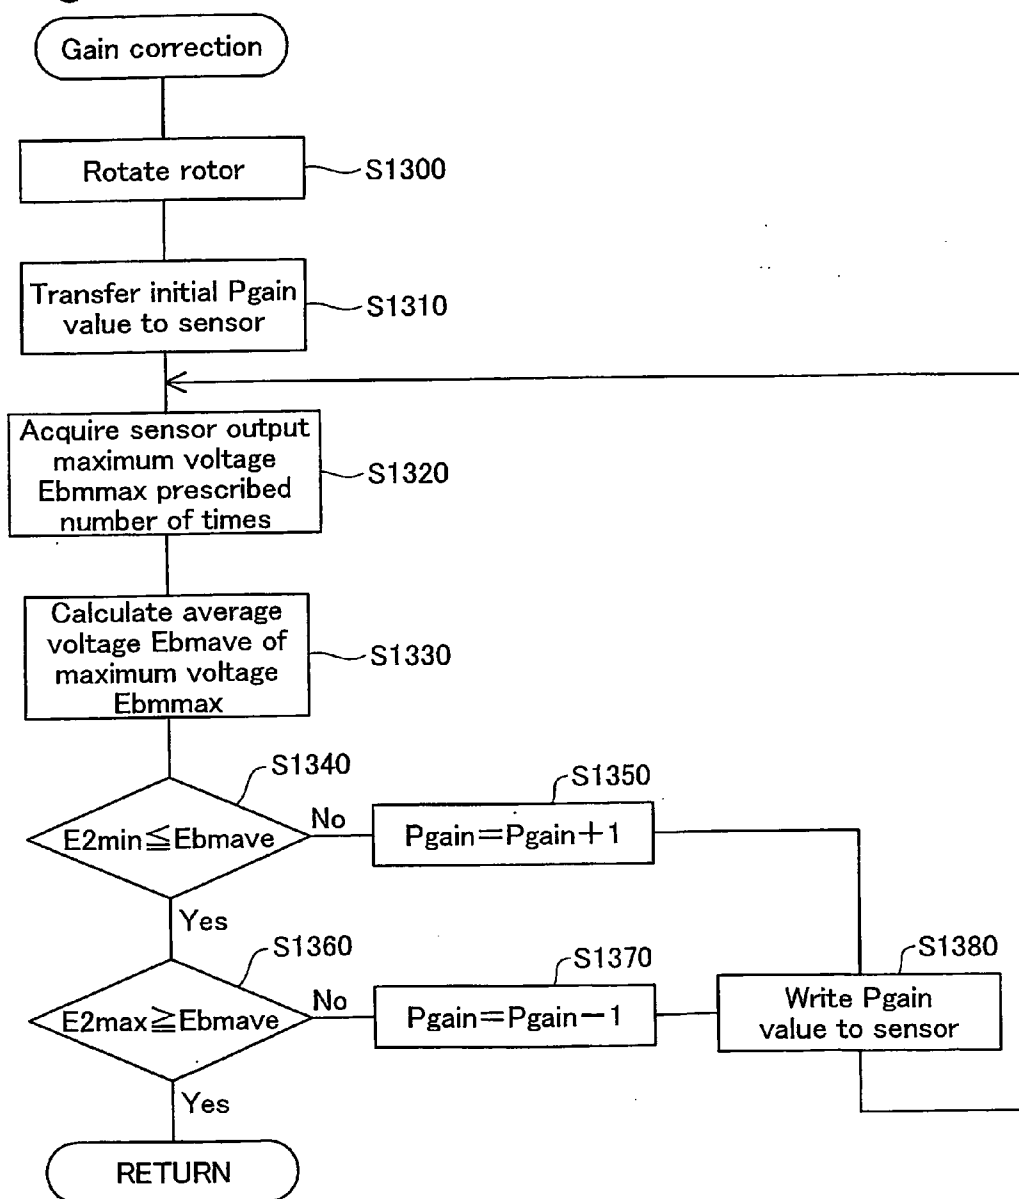 Gain correction
Rotate rotor
S1300
Transfer initial Pgain
value to sensor
S1310
Acquire sensor output
maximum voltage
Ebmmax prescribed
number of times
S1320
Calculate average
voltage Ebmave of
maximum voltage
Ebmmax
S1330
S1340
E2min≦Ebmave
No
S1350
Pgain=Pgain+1
Yes
S1360
E2max≧Ebmave
No
S1370
Pgain=Pgain−1
S1380
Write Pgain
value to sensor
Yes
RETURN